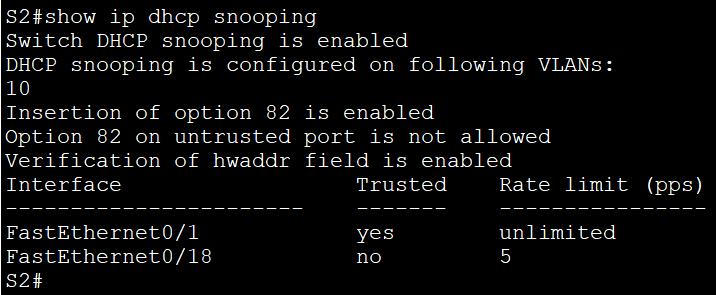 S2#show ip dhcp snooping
Switch DHCP snooping is enabled
DHCP snooping is configured on following VLANs:
10
Insertion of option 82 is enabled
Option 82 on untrusted port is not allowed
Verification of hwaddr field is enabled
Interface                  Trusted    Rate limit (pps)
-----------------------    -------    ----------------
FastEthernet0/1            yes        unlimited
FastEthernet0/18           no         5
S2#